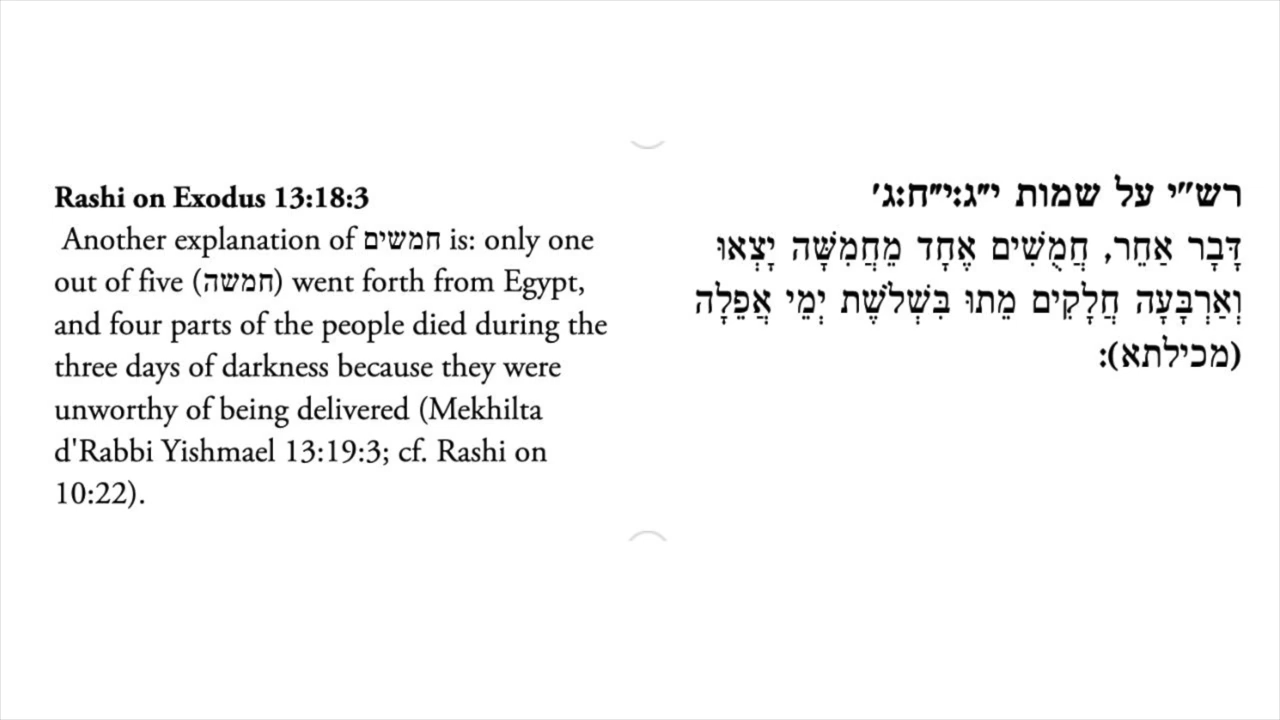 Rashi on Exodus 13:18:3
Another explanation of חמשים is: only one
out of five (חמשה) went forth from Egypt,
and four parts of the people died during the
three days of darkness because they were
unworthy of being delivered (Mekhilta
d'Rabbi Yishmael 13:19:3; cf. Rashi on
10:22).
רש״י על שמות י״ג:י״ח:ג׳
דָּבָר אַחֵר, חֲמֻשִׁים אֶחָד מֵחֲמִשָּׁה יָצְאוּ
וְאַרְבָּעָה חֲלָקִים מֵתוּ בִּשְׁלֹשֶׁת יְמֵי אֲפֵלָה
(מכילתא):